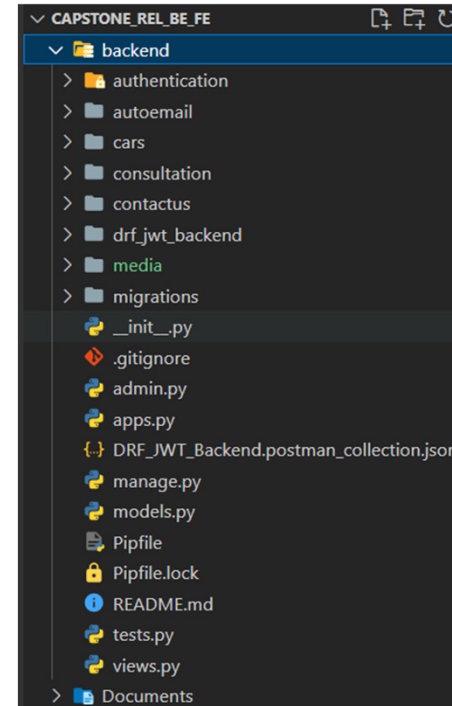 CAPSTONE_REL_BE_FE
backend
authentication
autoemail
cars
consultation
contactus
drf_jwt_backend
media
migrations
__init__.py
.gitignore
admin.py
apps.py
{..} DRF_JWT_Backend.postman_collection.json
manage.py
models.py
Pipfile
Pipfile.lock
README.md
tests.py
views.py
Documents